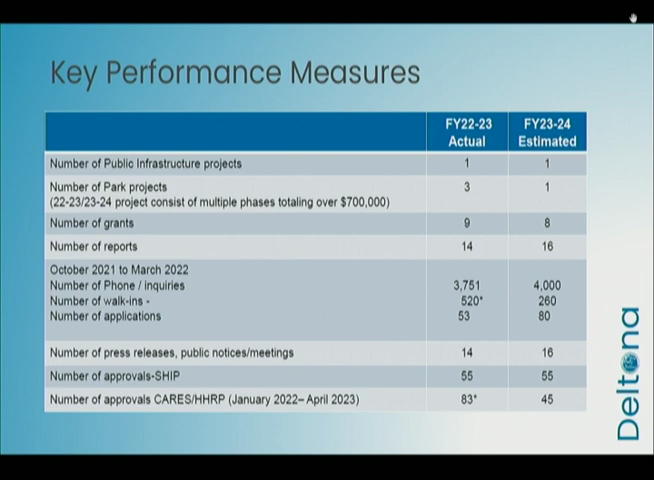 Key Performance Measures
FY22-23 FY23-24
Actual Estimated
Number of Public Infrastructure projects 1 1
Number of Park projects 3 1
(22-23/23-24 project consist of multiple phases totaling over $700,000)
Number of grants 9 8
Number of reports 14 16
October 2021 to March 2022
Number of Phone / inquiries 3,751 4,000
Number of walk-ins - 520* 260
Number of applications 53 80
Number of press releases, public notices/meetings 14 16
Number of approvals-SHIP 55 55
Number of approvals CARES/HHRP (January 2022– April 2023) 83* 45
Deltona